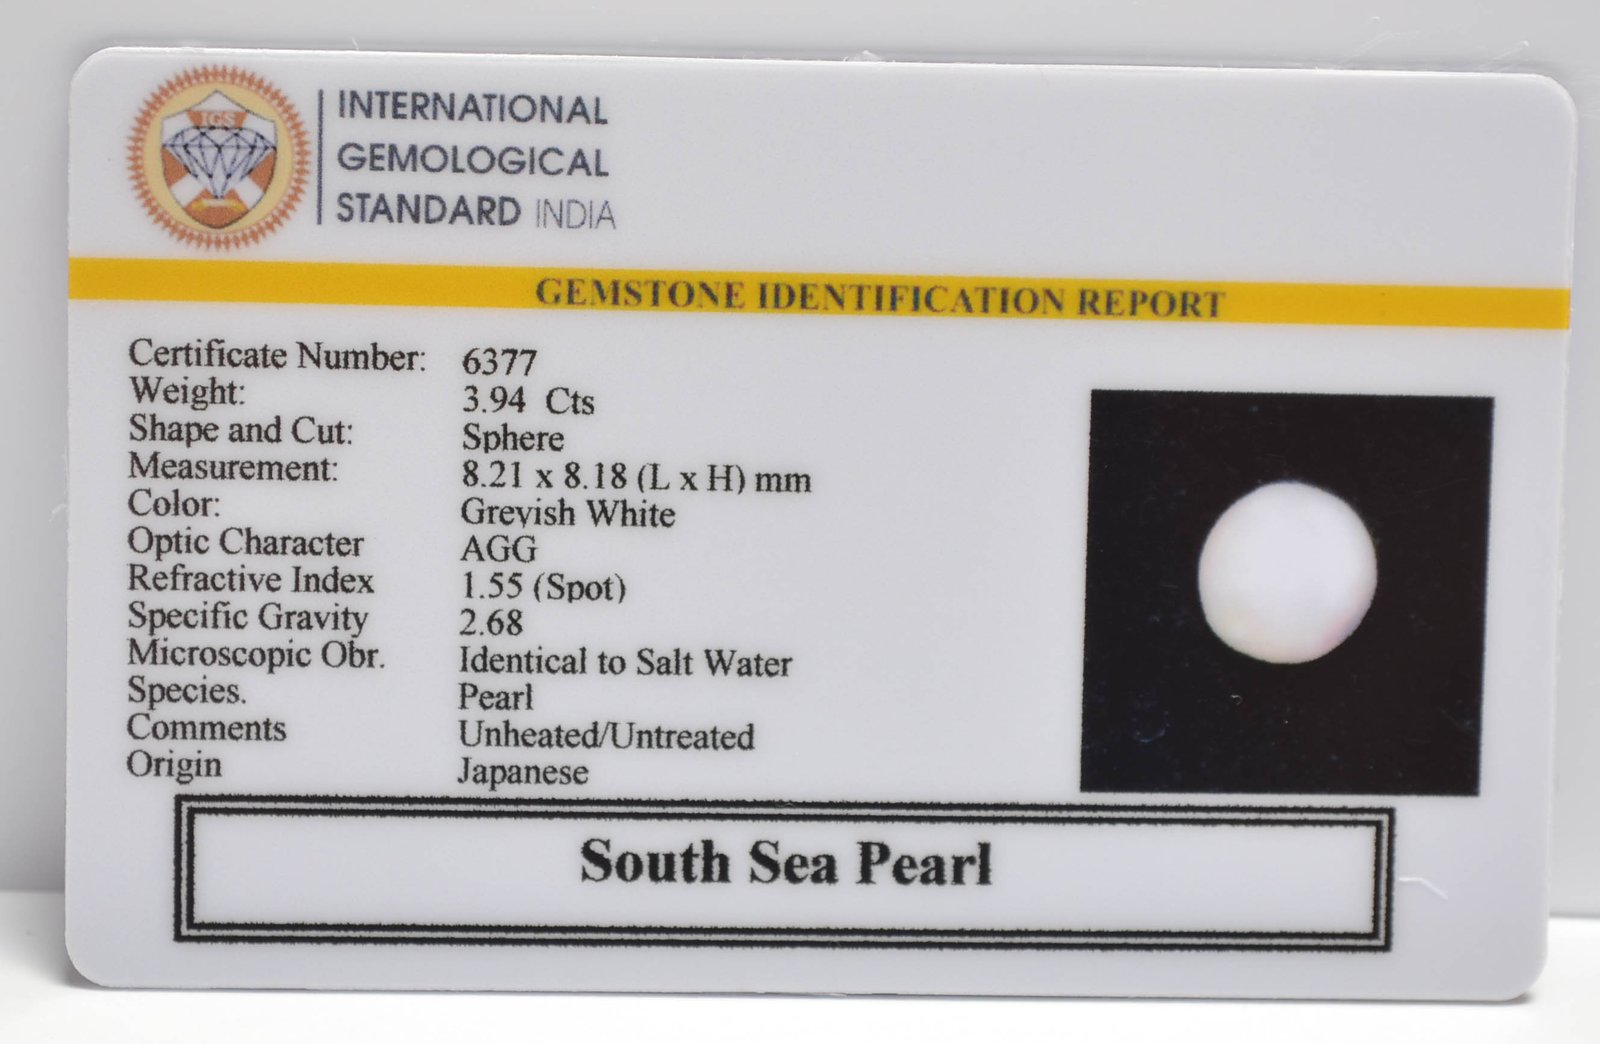 IGS
INTERNATIONAL
GEMOLOGICAL
STANDARD INDIA
GEMSTONE IDENTIFICATION REPORT
Certificate Number: 6377
Weight: 3.94 Cts
Shape and Cut: Sphere
Measurement: 8.21 x 8.18 (L x H) mm
Color: Greyish White
Optic Character AGG
Refractive Index 1.55 (Spot)
Specific Gravity 2.68
Microscopic Obr. Identical to Salt Water
Species. Pearl
Comments Unheated/Untreated
Origin Japanese
South Sea Pearl